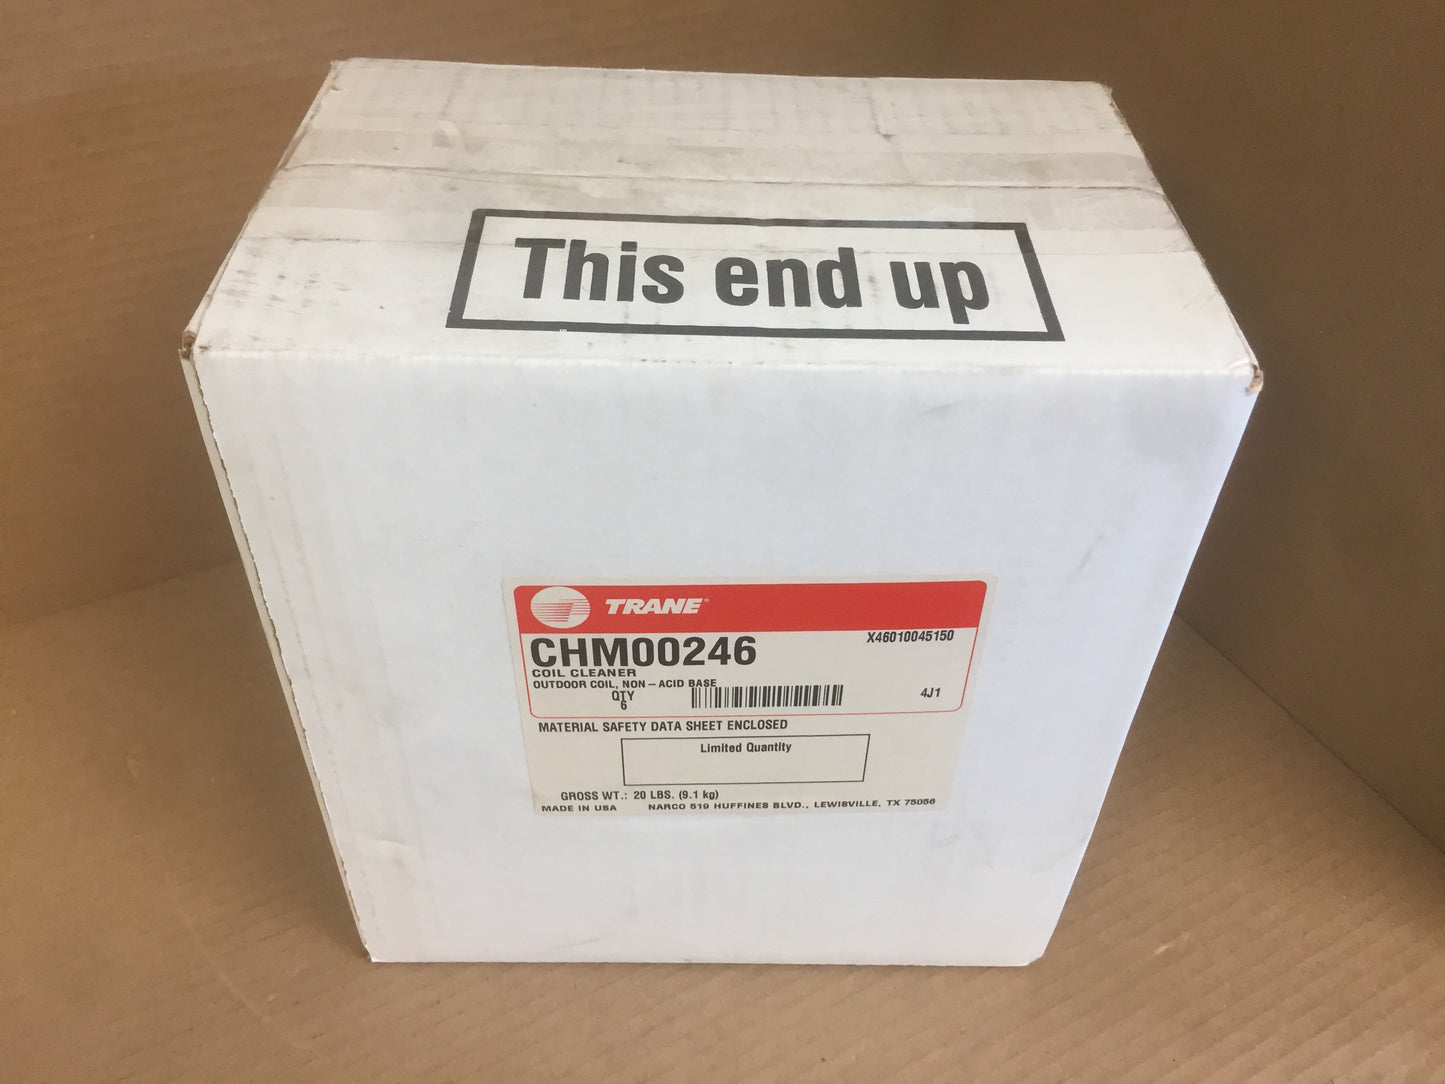 This end up
TRANE®
X46010045150
CHM00246
COIL CLEANER
OUTDOOR COIL, NON – ACID BASE
QTY
6
4J1
MATERIAL SAFETY DATA SHEET ENCLOSED
Limited Quantity
GROSS WT.: 20 LBS. (9.1 kg)
MADE IN USA NARCO 519 HUFFINES BLVD., LEWISVILLE, TX 75056